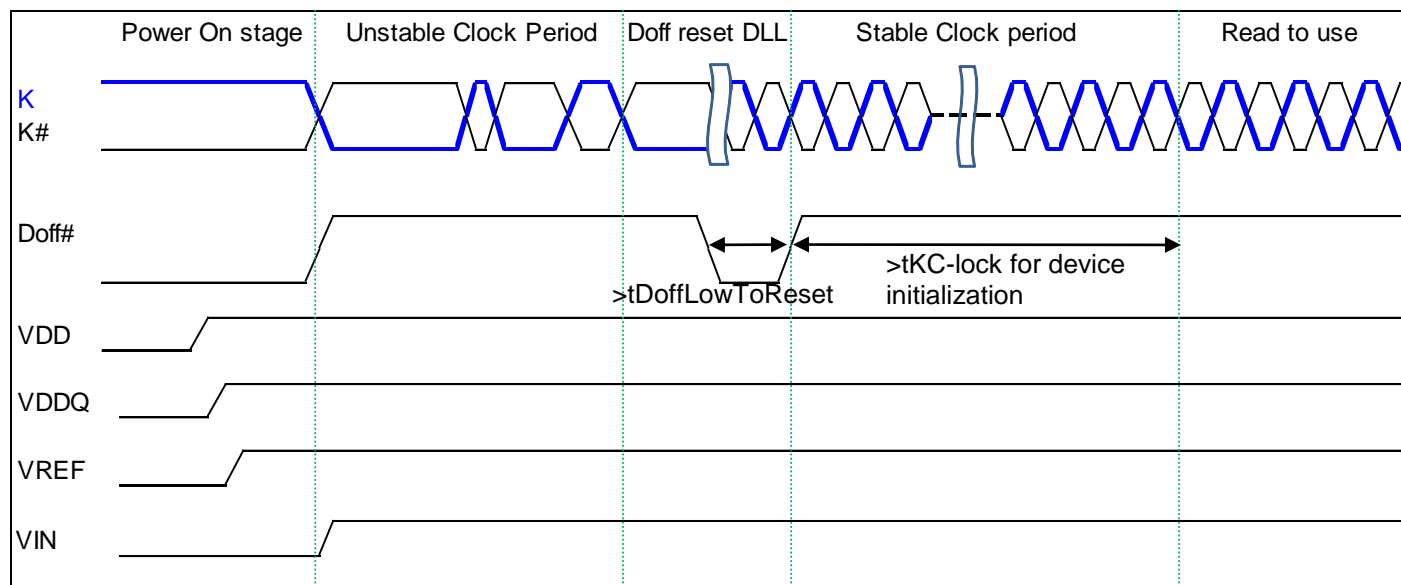 Power On stage
Unstable Clock Period
Doff reset DLL
Stable Clock period
Read to use
K
K#
Doff#
>tDoffLowToReset
>tKC-lock for device
initialization
VDD
VDDQ
VREF
VIN